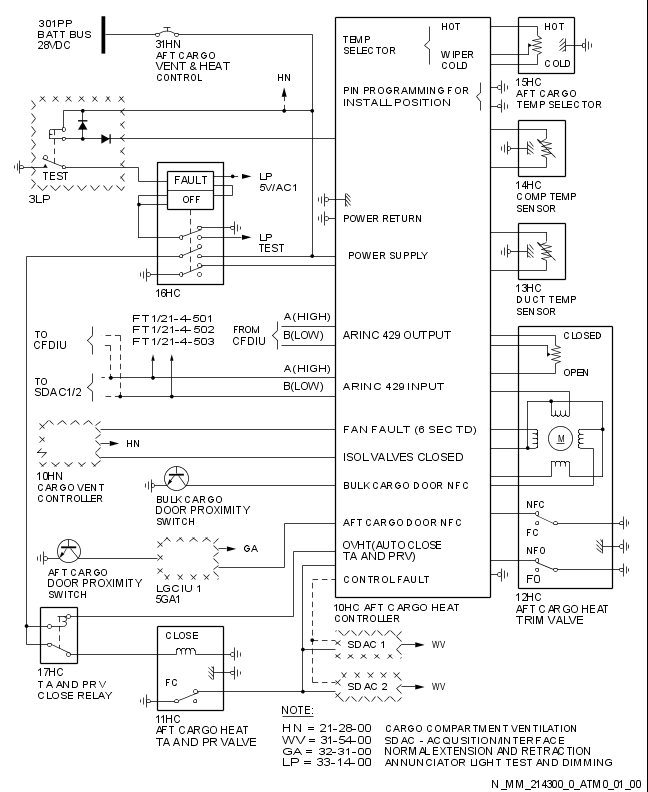 301PP
BATT BUS
28VDC
31HN
AFT CARGO
VENT & HEAT
CONTROL
HN
TEMP
SELECTOR
HOT
WIPER
COLD
PIN PROGRAMMING FOR
INSTALL POSITION
HOT
COLD
15HC
AFT CARGO
TEMP SELECTOR
TEST
3LP
FAULT
OFF
LP
5V/AC1
LP
TEST
16HC
14HC
COMP TEMP
SENSOR
POWER RETURN
POWER SUPPLY
13HC
DUCT TEMP
SENSOR
TO
CFDIU
FT1/21-4-501
FT1/21-4-502
FT1/21-4-503
FROM
CFDIU
A(HIGH)
B(LOW)
ARINC 429 OUTPUT
TO
SDAC1/2
A(HIGH)
B(LOW)
ARINC 429 INPUT
CLOSED
OPEN
M
FAN FAULT (6 SEC TD)
ISOL VALVES CLOSED
BULK CARGO DOOR NFC
HN
10HN
CARGO VENT
CONTROLLER
BULK CARGO
DOOR PROXIMITY
SWITCH
AFT CARGO DOOR NFC
OVHT(AUTO CLOSE
TA AND PRV)
CONTROL FAULT
NFC
FC
NFO
FO
12HC
AFT CARGO HEAT
TRIM VALVE
AFT CARGO
DOOR PROXIMITY
SWITCH
GA
LGCIU 1
5GA1
10HC AFT CARGO HEAT
CONTROLLER
17HC
TA AND PRV
CLOSE RELAY
CLOSE
FC
11HC
AFT CARGO HEAT
TA AND PR VALVE
SDAC 1
WV
SDAC 2
WV
NOTE:
HN = 21-28-00 CARGO COMPARTMENT VENTILATION
WV = 31-54-00 SDAC - ACQUSITION INTERFACE
GA = 32-31-00 NORMAL EXTENSION AND RETRACTION
LP = 33-14-00 ANNUNCIATOR LIGHT TEST AND DIMMING
N_MM_214300_0_ATM0_01_00